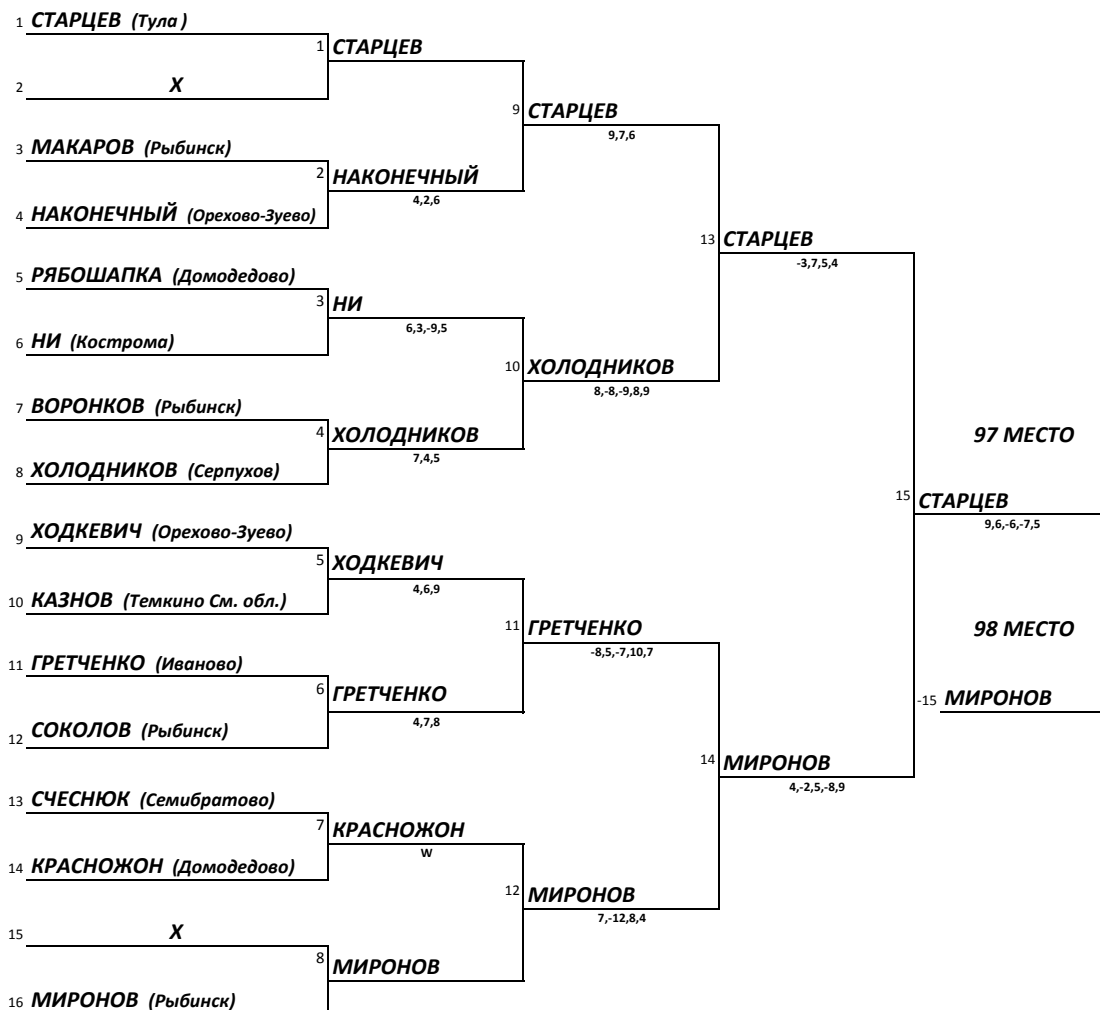 1 СТАРЦЕВ (Тула )
1 СТАРЦЕВ
2 Х
9 СТАРЦЕВ
9,7,6
3 МАКАРОВ (Рыбинск)
2 НАКОНЕЧНЫЙ
4,2,6
4 НАКОНЕЧНЫЙ (Орехово-Зуево)
13 СТАРЦЕВ
-3,7,5,4
5 РЯБОШАПКА (Домодедово)
3 НИ
6,3,-9,5
6 НИ (Кострома)
10 ХОЛОДНИКОВ
8,-8,-9,8,9
7 ВОРОНКОВ (Рыбинск)
4 ХОЛОДНИКОВ
7,4,5
97 МЕСТО
8 ХОЛОДНИКОВ (Серпухов)
15 СТАРЦЕВ
9,6,-6,-7,5
9 ХОДКЕВИЧ (Орехово-Зуево)
5 ХОДКЕВИЧ
4,6,9
10 КАЗНОВ (Темкино См. обл.)
11 ГРЕТЧЕНКО
-8,5,-7,10,7
98 МЕСТО
11 ГРЕТЧЕНКО (Иваново)
6 ГРЕТЧЕНКО
4,7,8
-15 МИРОНОВ
12 СОКОЛОВ (Рыбинск)
14 МИРОНОВ
4,-2,5,-8,9
13 СЧЕСНЮК (Семибратово)
7 КРАСНОЖОН
W
14 КРАСНОЖОН (Домодедово)
12 МИРОНОВ
7,-12,8,4
15 Х
8 МИРОНОВ
16 МИРОНОВ (Рыбинск)